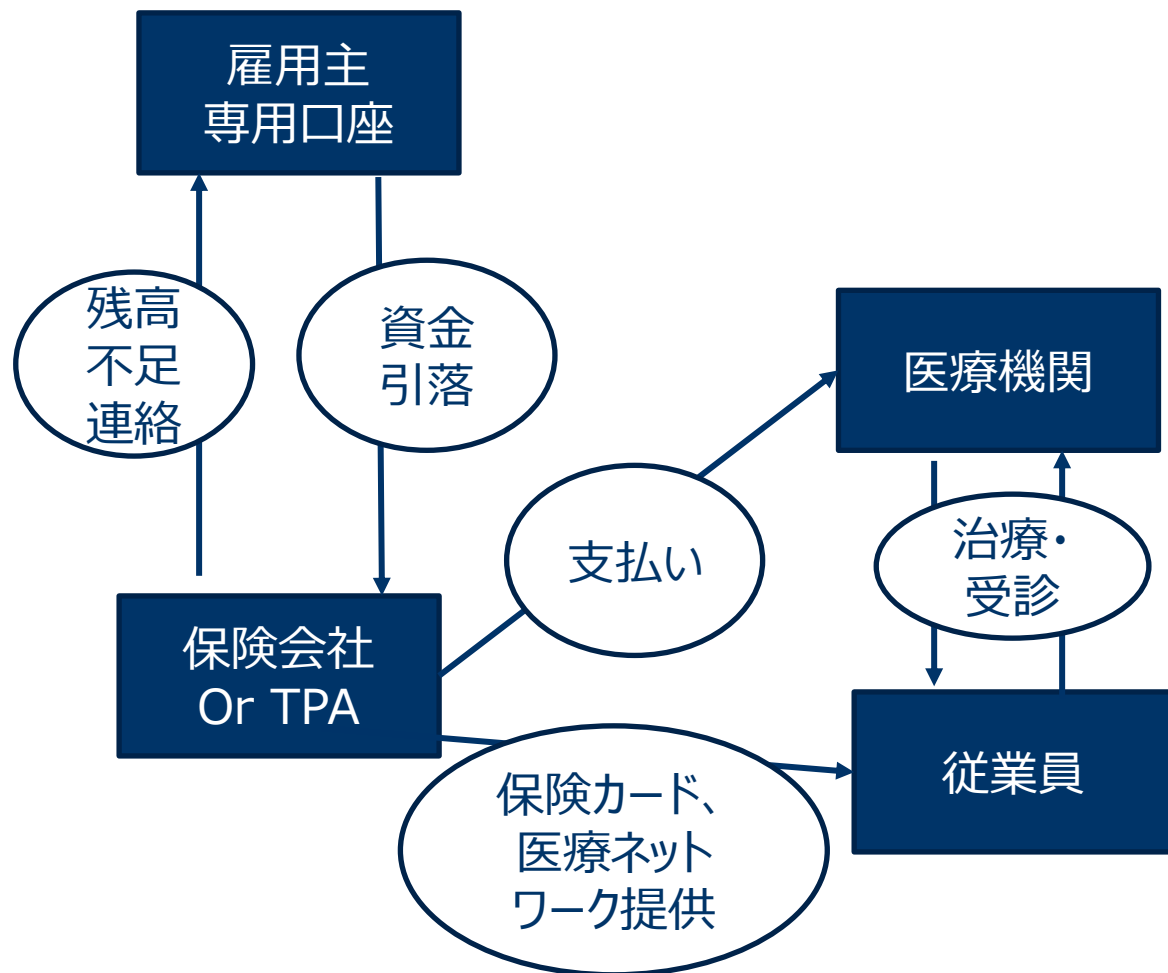 雇用主
専用口座
残高
不足
連絡
資金
引落
医療機関
支払い
治療・
受診
保険会社
Or TPA
従業員
保険カード、
医療ネット
ワーク提供